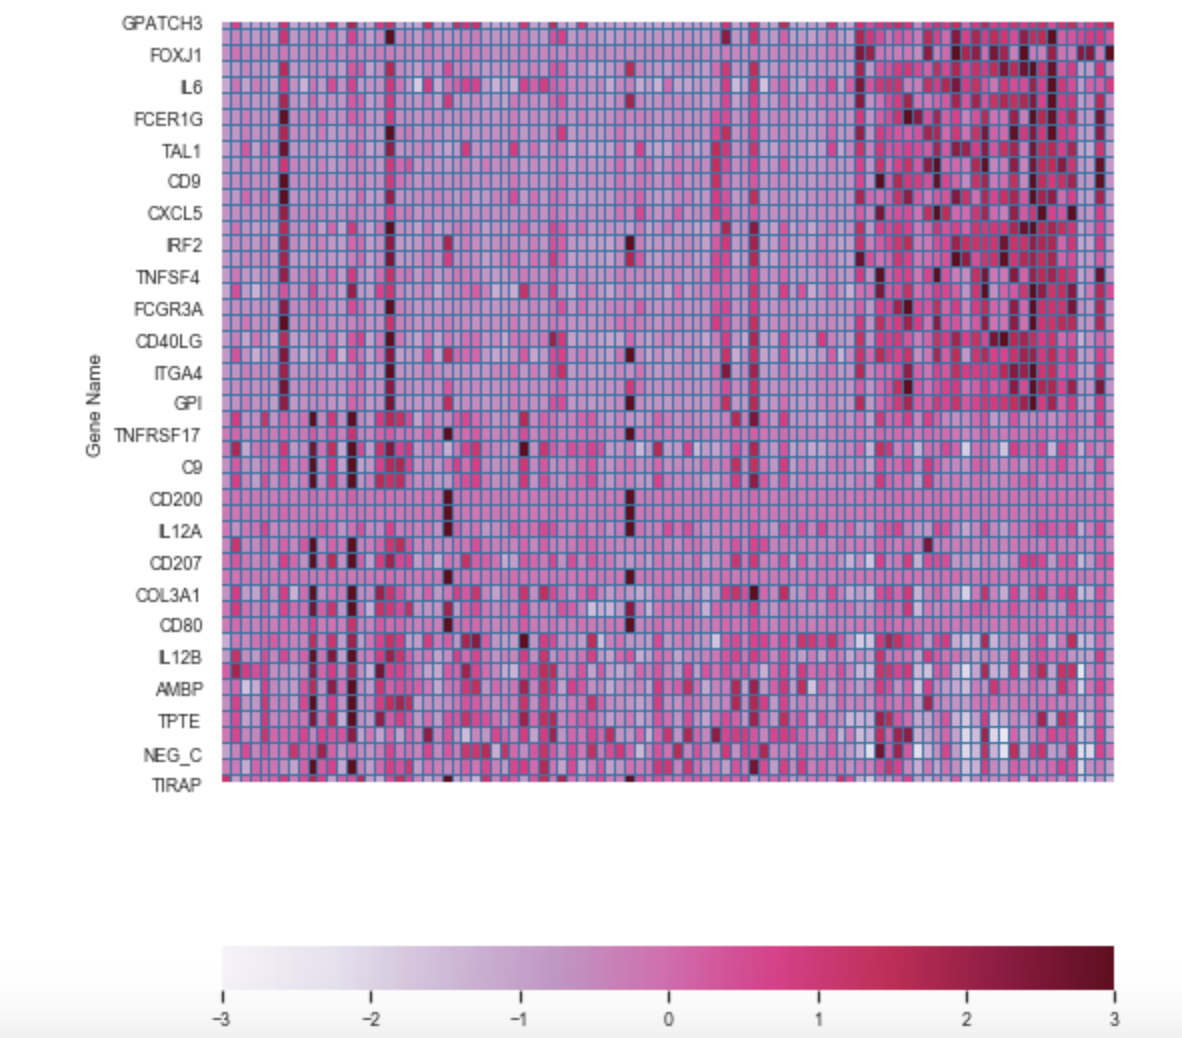 GPATCH3
FOXJ1
IL6
FCER1G
TAL1
CD9
CXCL5
IRF2
TNFSF4
FCGR3A
CD40LG
ITGA4
GPI
TNFRSF17
C9
CD200
IL12A
CD207
COL3A1
CD80
IL12B
AMBP
TPTE
NEG_C
TIRAP
Gene Name
−3 −2 −1 0 1 2 3